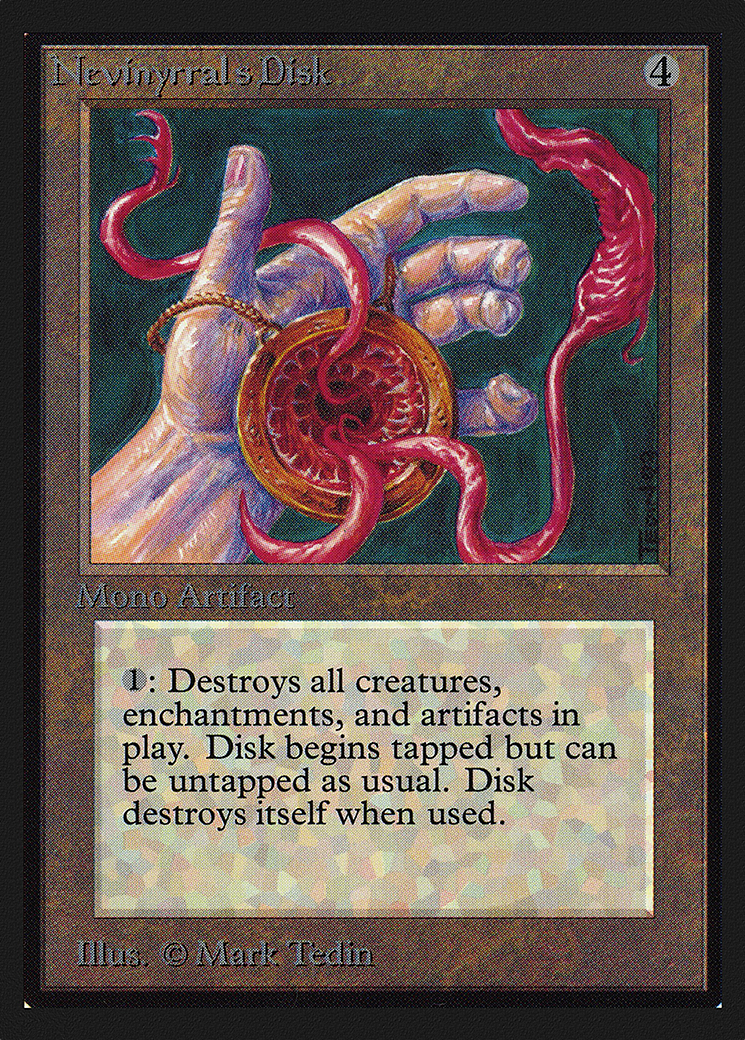 Nevinyrral's Disk
4
Mono Artifact
1: Destroys all creatures,
enchantments, and artifacts in
play. Disk begins tapped but can
be untapped as usual. Disk
destroys itself when used.
Illus. © Mark Tedin